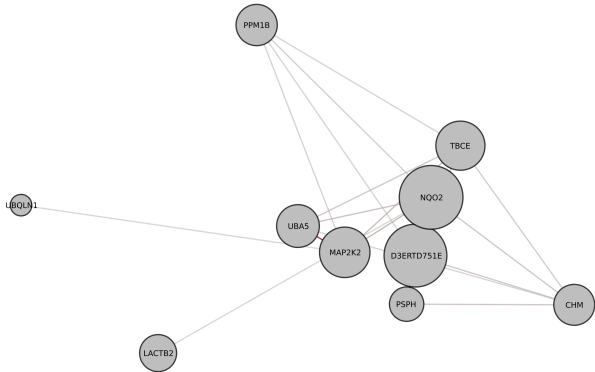 PPM1B
TBCE
NQO2
UBQLN1
UBA5
MAP2K2
D3ERTD751E
PSPH
CHM
LACTB2